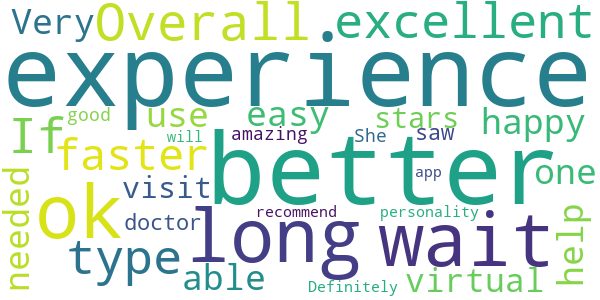 Very Overall. excellent
experience
good use easy stars happy
If will amazing She saw
faster better app one
needed visit
ok doctor long recommend wait personality help
type able Definitely virtual